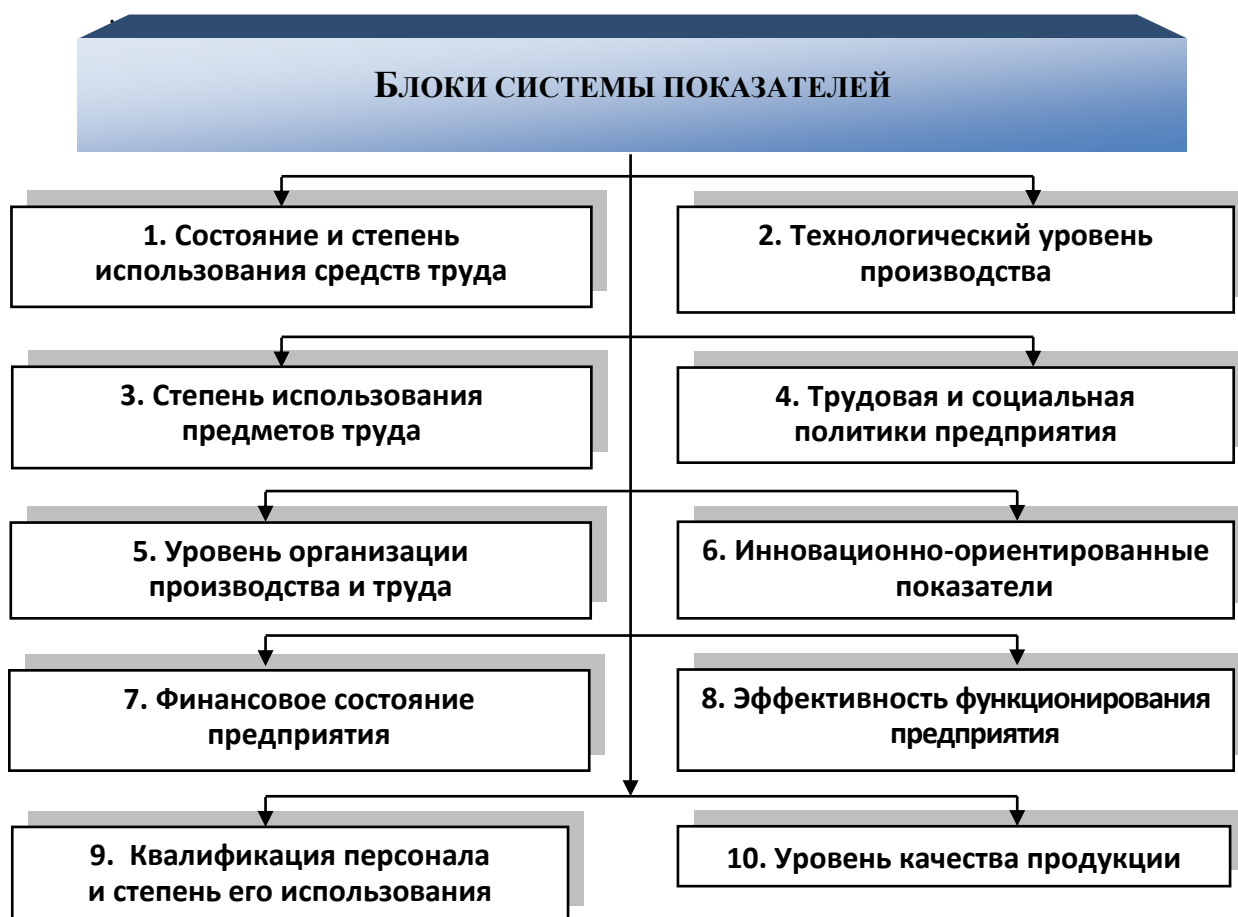 БЛОКИ СИСТЕМЫ ПОКАЗАТЕЛЕЙ
1. Состояние и степень
использования средств труда
2. Технологический уровень
производства
3. Степень использования
предметов труда
4. Трудовая и социальная
политики предприятия
5. Уровень организации
производства и труда
6. Инновационно-ориентированные
показатели
7. Финансовое состояние
предприятия
8. Эффективность функционирования
предприятия
9. Квалификация персонала
и степень его использования
10. Уровень качества продукции